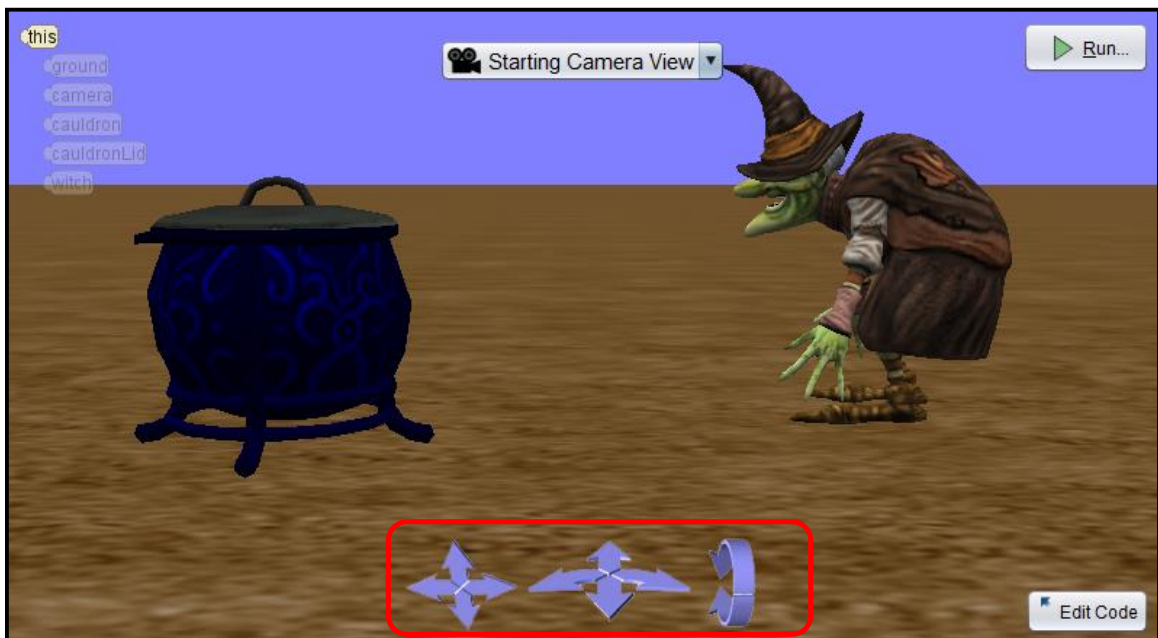 this
ground
camera
cauldron
cauldronLid
witch
Starting Camera View
Run...
Edit Code